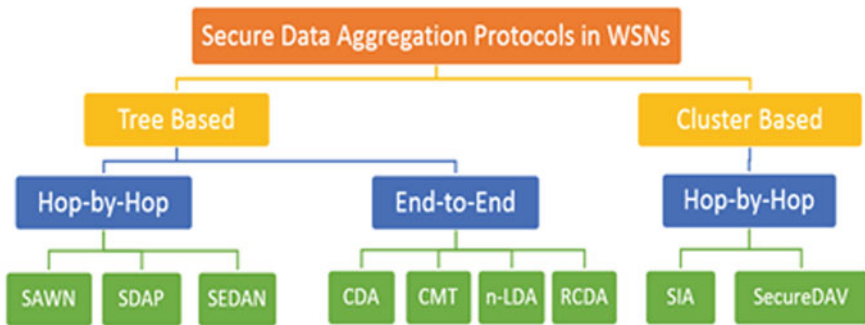 Secure Data Aggregation Protocols in WSNs
Tree Based
Cluster Based
Hop-by-Hop
End-to-End
Hop-by-Hop
SAWN
SDAP
SEDAN
CDA
CMT
n-LDA
RCDA
SIA
SecureDAV